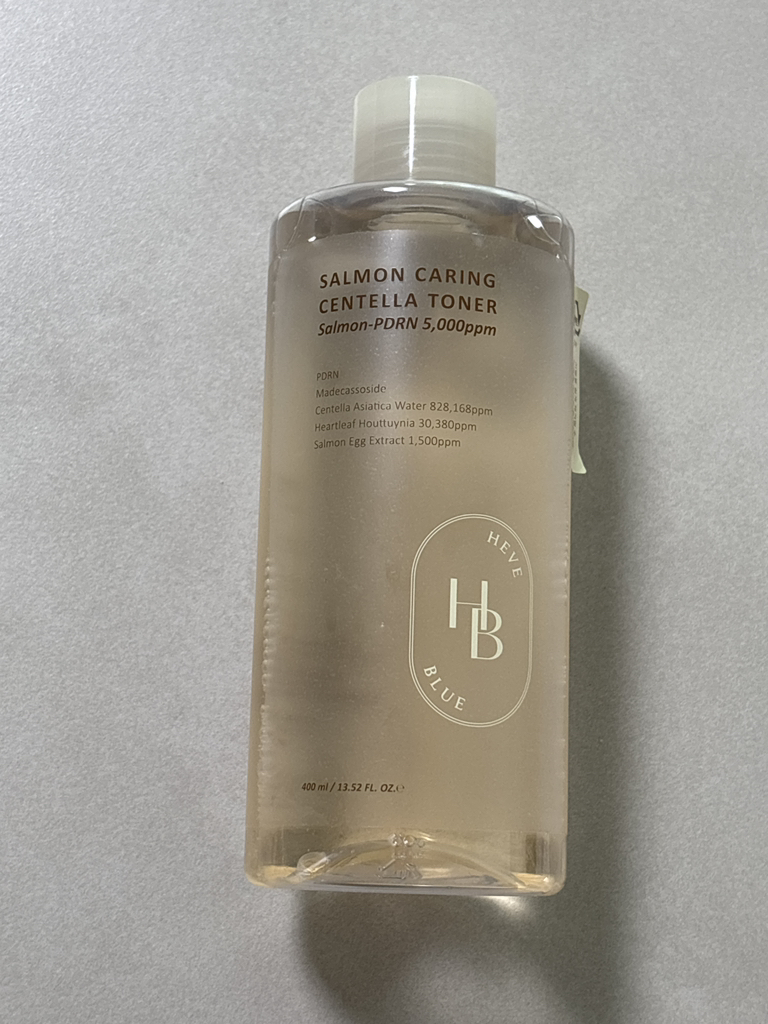 SALMON CARING
CENTELLA TONER
Salmon-PDRN 5,000ppm
PDRN
Madecassoside
Centella Asiatica Water 828,168ppm
Heartleaf Houttuynia 30,380ppm
Salmon Egg Extract 1,500ppm
HEVE
HB
BLUE
400 ml / 13.52 FL. OZ.℮